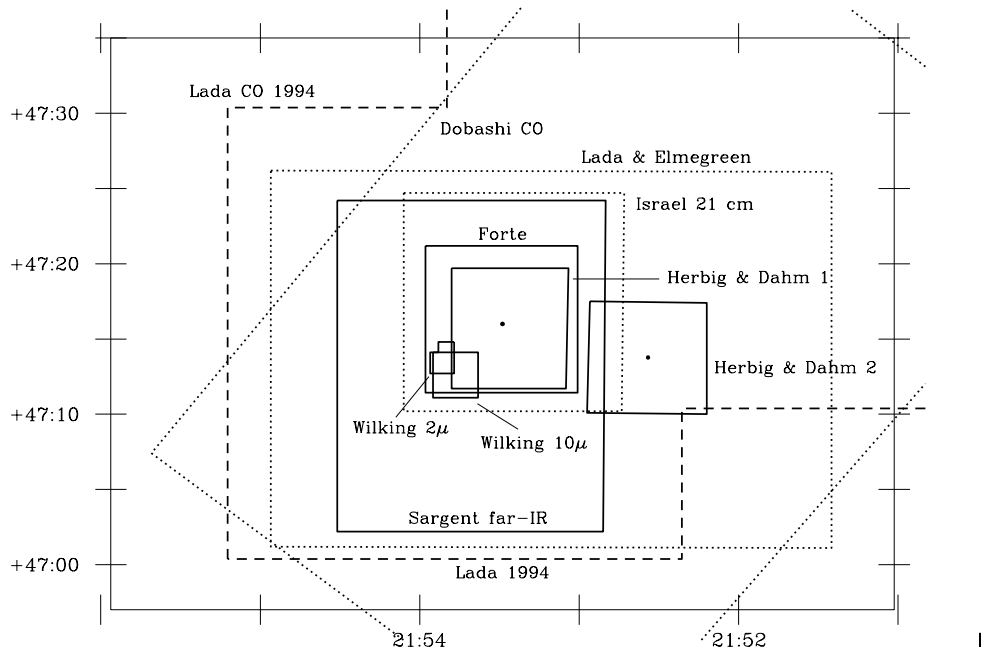 Lada CO 1994
+47:30
Dobashi CO
Lada & Elmegreen
Israel 21 cm
Forte
+47:20
Herbig & Dahm 1
Herbig & Dahm 2
+47:10
Wilking 2μ
Wilking 10μ
Sargent far-IR
+47:00
Lada 1994
21:54
21:52